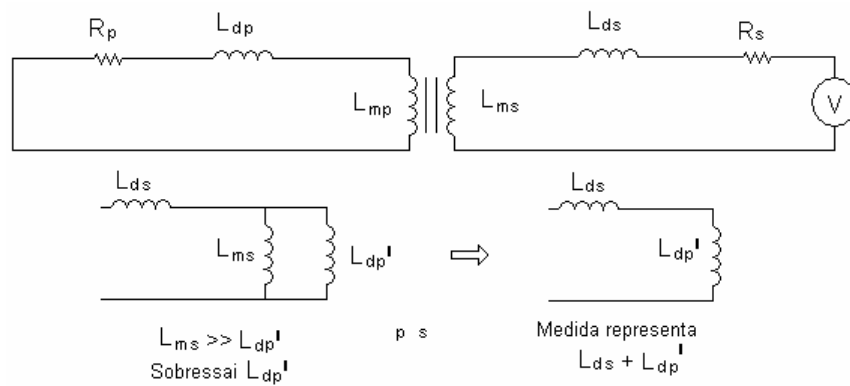 Rp
Ldp
Lds
Rs
Lmp
Lms
V
Lds
Lms
Ldp'
Lds
Ldp'
Lms >> Ldp'
Sobressai Ldp'
p s
Medida representa
Lds + Ldp'